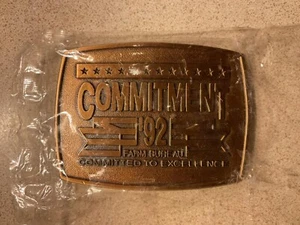 COMMITMENT
'92
FARM BUREAU
COMMITTED TO EXCELLENCE